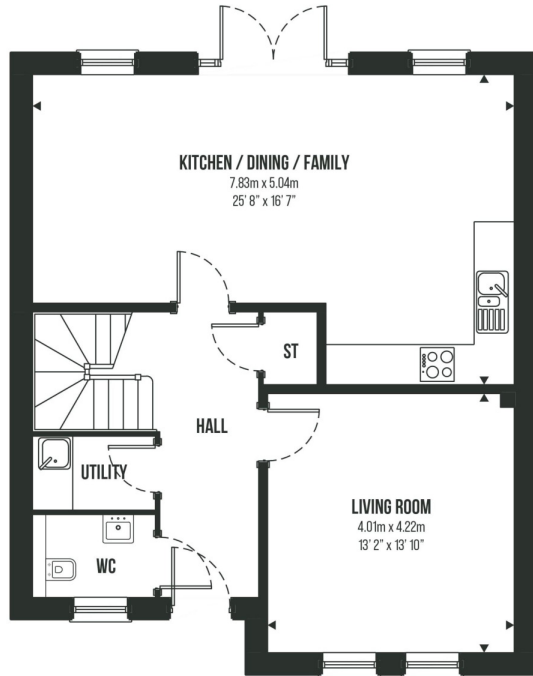 KITCHEN / DINING / FAMILY
7.83m x 5.04m
25' 8" x 16' 7"
ST
HALL
UTILITY
LIVING ROOM
4.01m x 4.22m
13' 2" x 13' 10"
WC